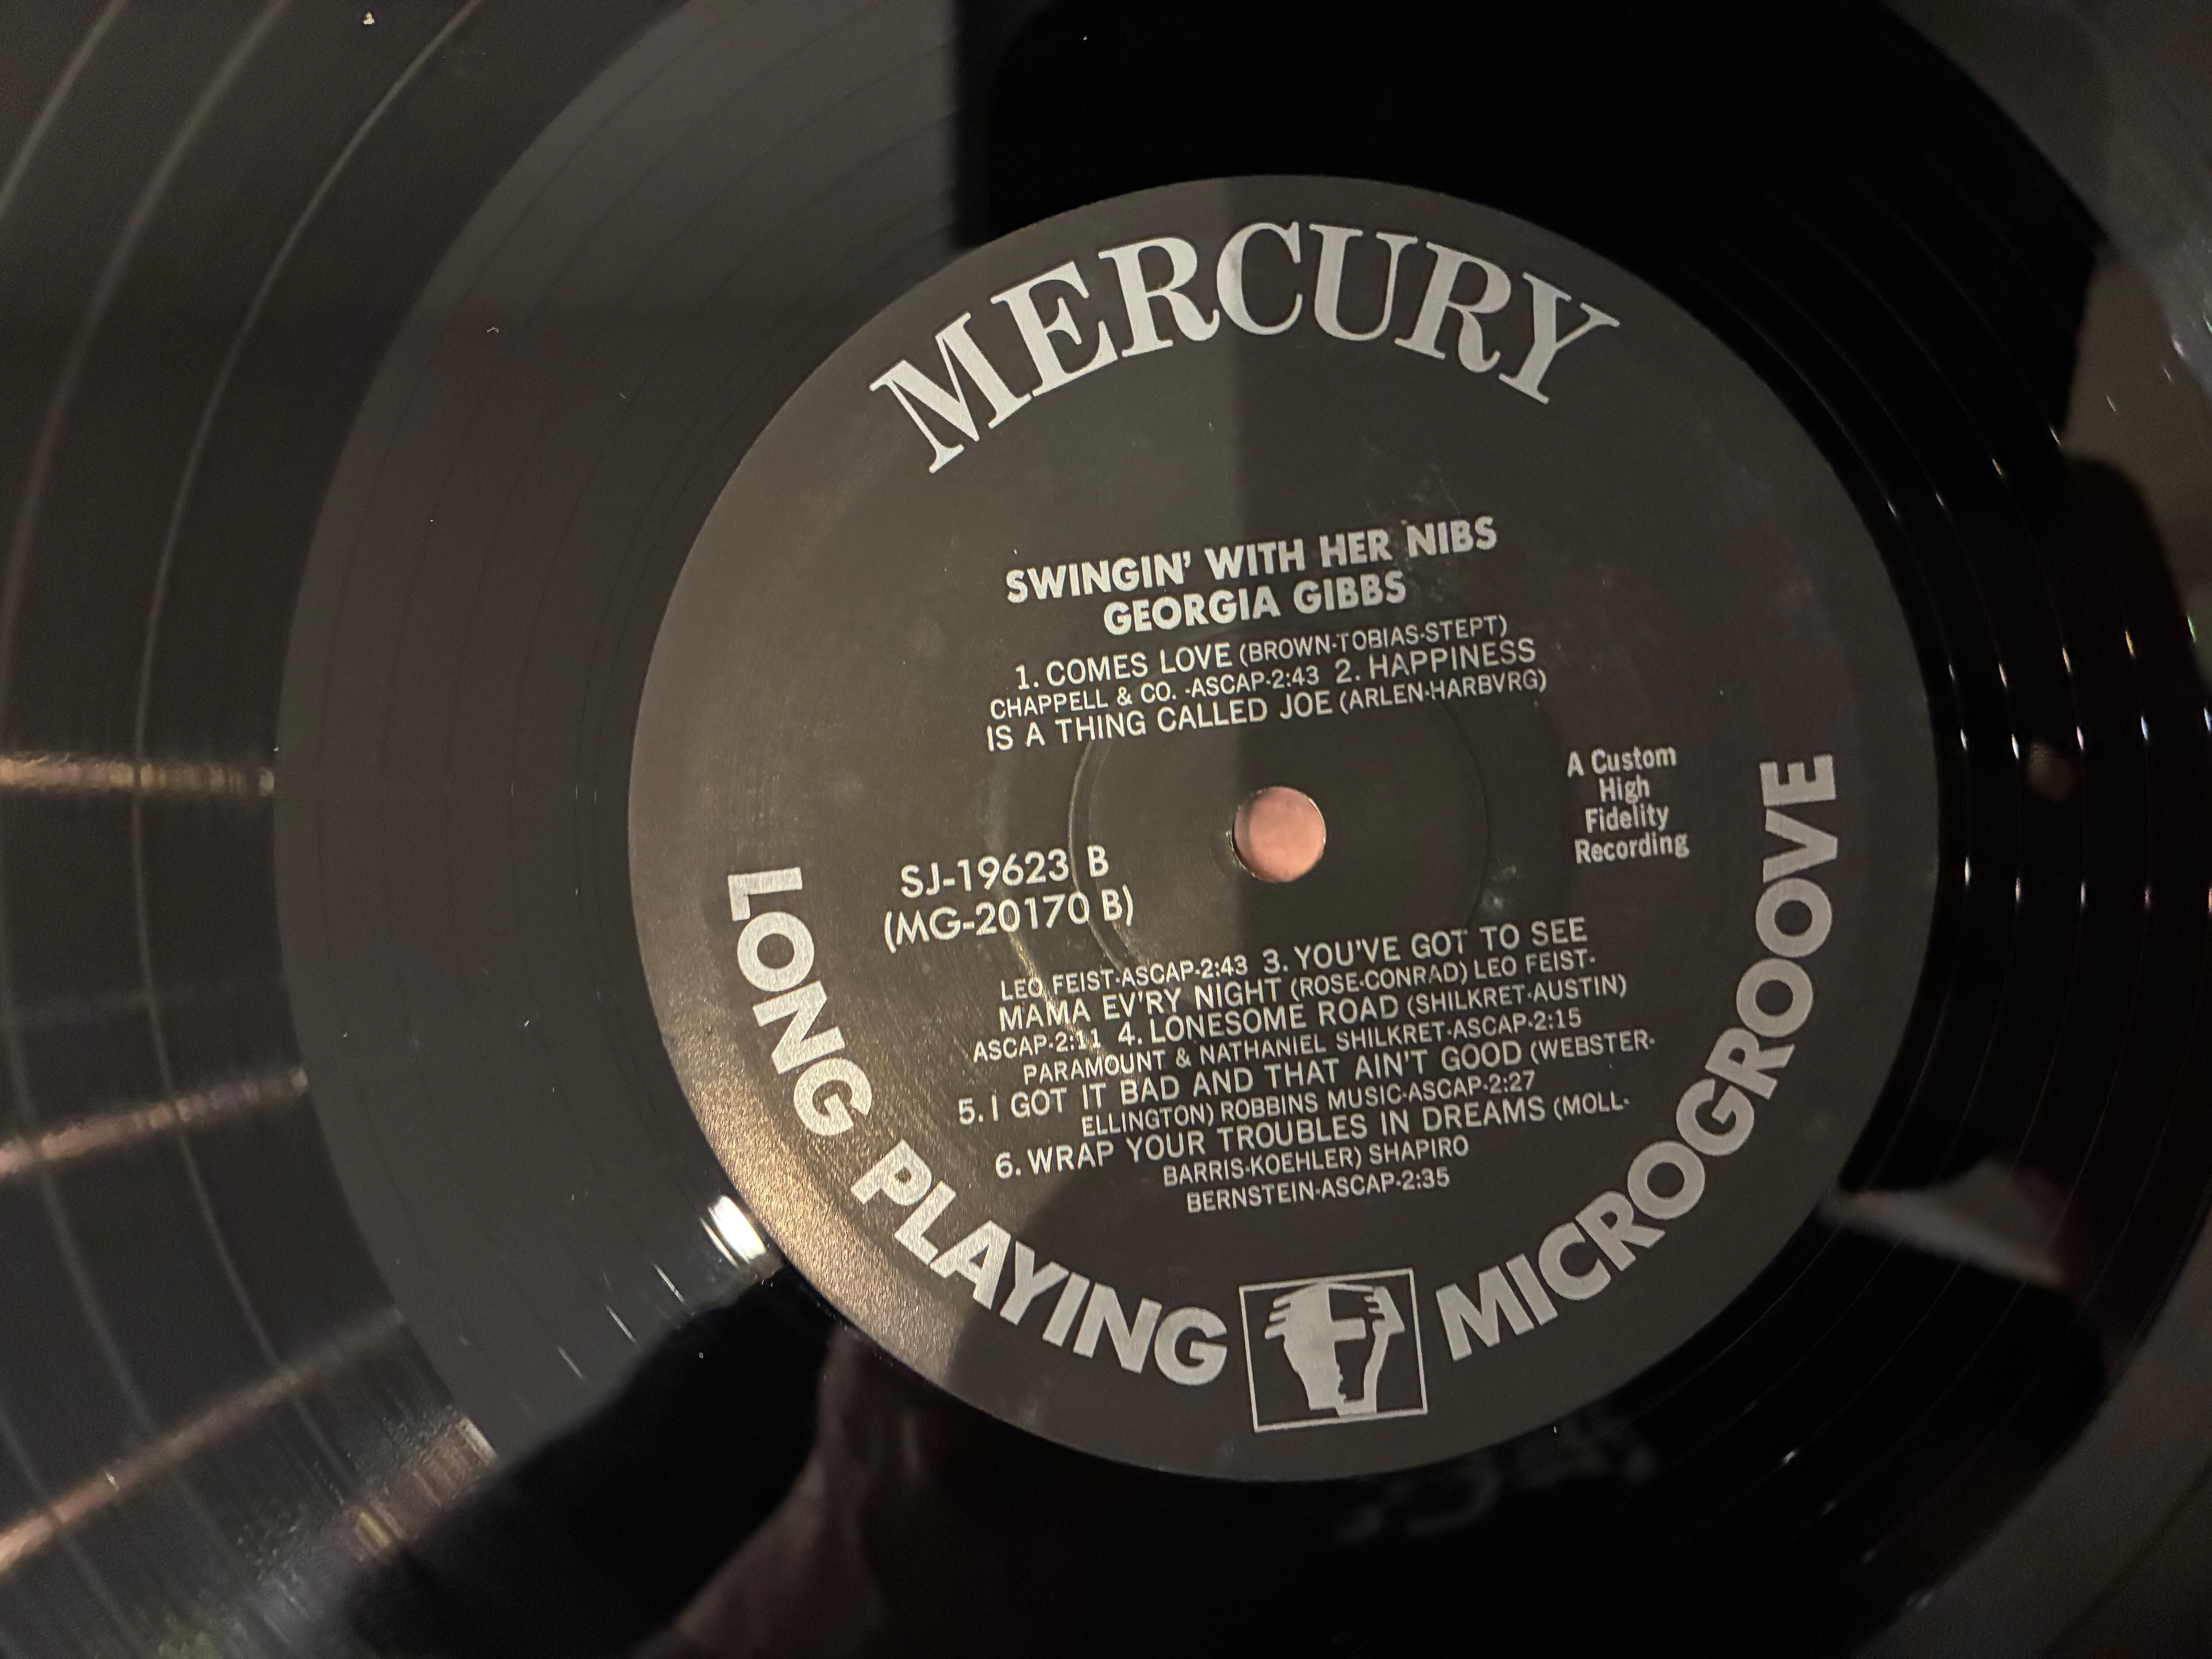 MERCURY
SWINGIN' WITH HER NIBS
GEORGIA GIBBS
1. COMES LOVE (BROWN-TOBIAS-STEPT)
CHAPPELL & CO. -ASCAP-2:43 2. HAPPINESS
IS A THING CALLED JOE (ARLEN-HARBVRG)
A Custom
High
Fidelity
Recording
SJ-19623 B
(MG-20170 B)
LEO FEIST-ASCAP-2:43 3. YOU'VE GOT TO SEE
MAMA EV'RY NIGHT (ROSE-CONRAD) LEO FEIST-
ASCAP-2:11 4. LONESOME ROAD (SHILKRET-AUSTIN)
PARAMOUNT & NATHANIEL SHILKRET-ASCAP-2:15
5. I GOT IT BAD AND THAT AIN'T GOOD (WEBSTER-
ELLINGTON) ROBBINS MUSIC-ASCAP-2:27
6. WRAP YOUR TROUBLES IN DREAMS (MOLL-
BARRIS-KOEHLER) SHAPIRO
BERNSTEIN-ASCAP-2:35
LONG PLAYING MICROGROOVE